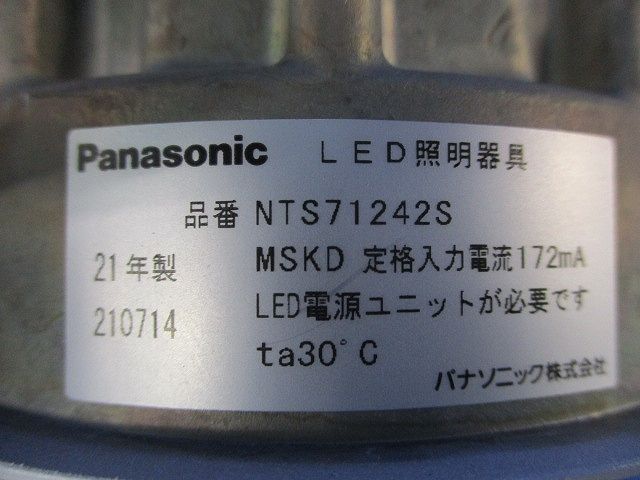 Panasonic LED照明器具
品番 NTS71242S
21年製 MSKD 定格入力電流172mA
210714 LED電源ユニットが必要です
ta30°C
パナソニック株式会社